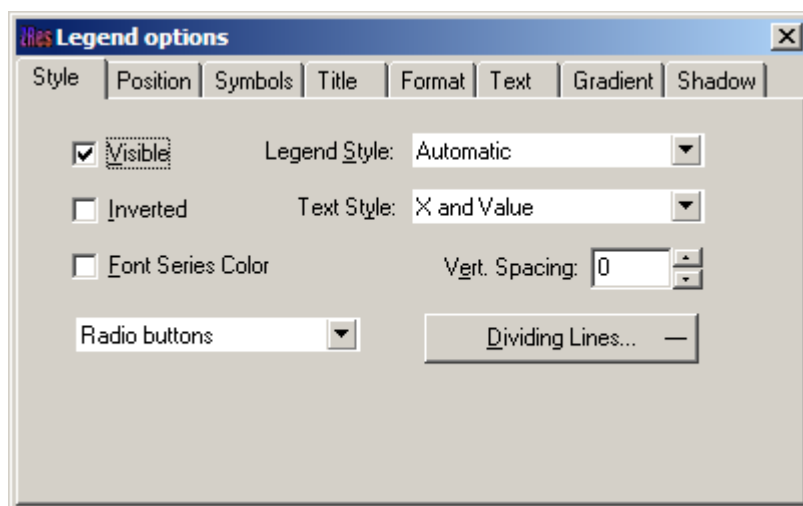 zRes Legend options
Style Position Symbols Title Format Text Gradient Shadow
Visible Legend Style: Automatic
Inverted Text Style: X and Value
Font Series Color Vert. Spacing: 0
Radio buttons Dividing Lines...